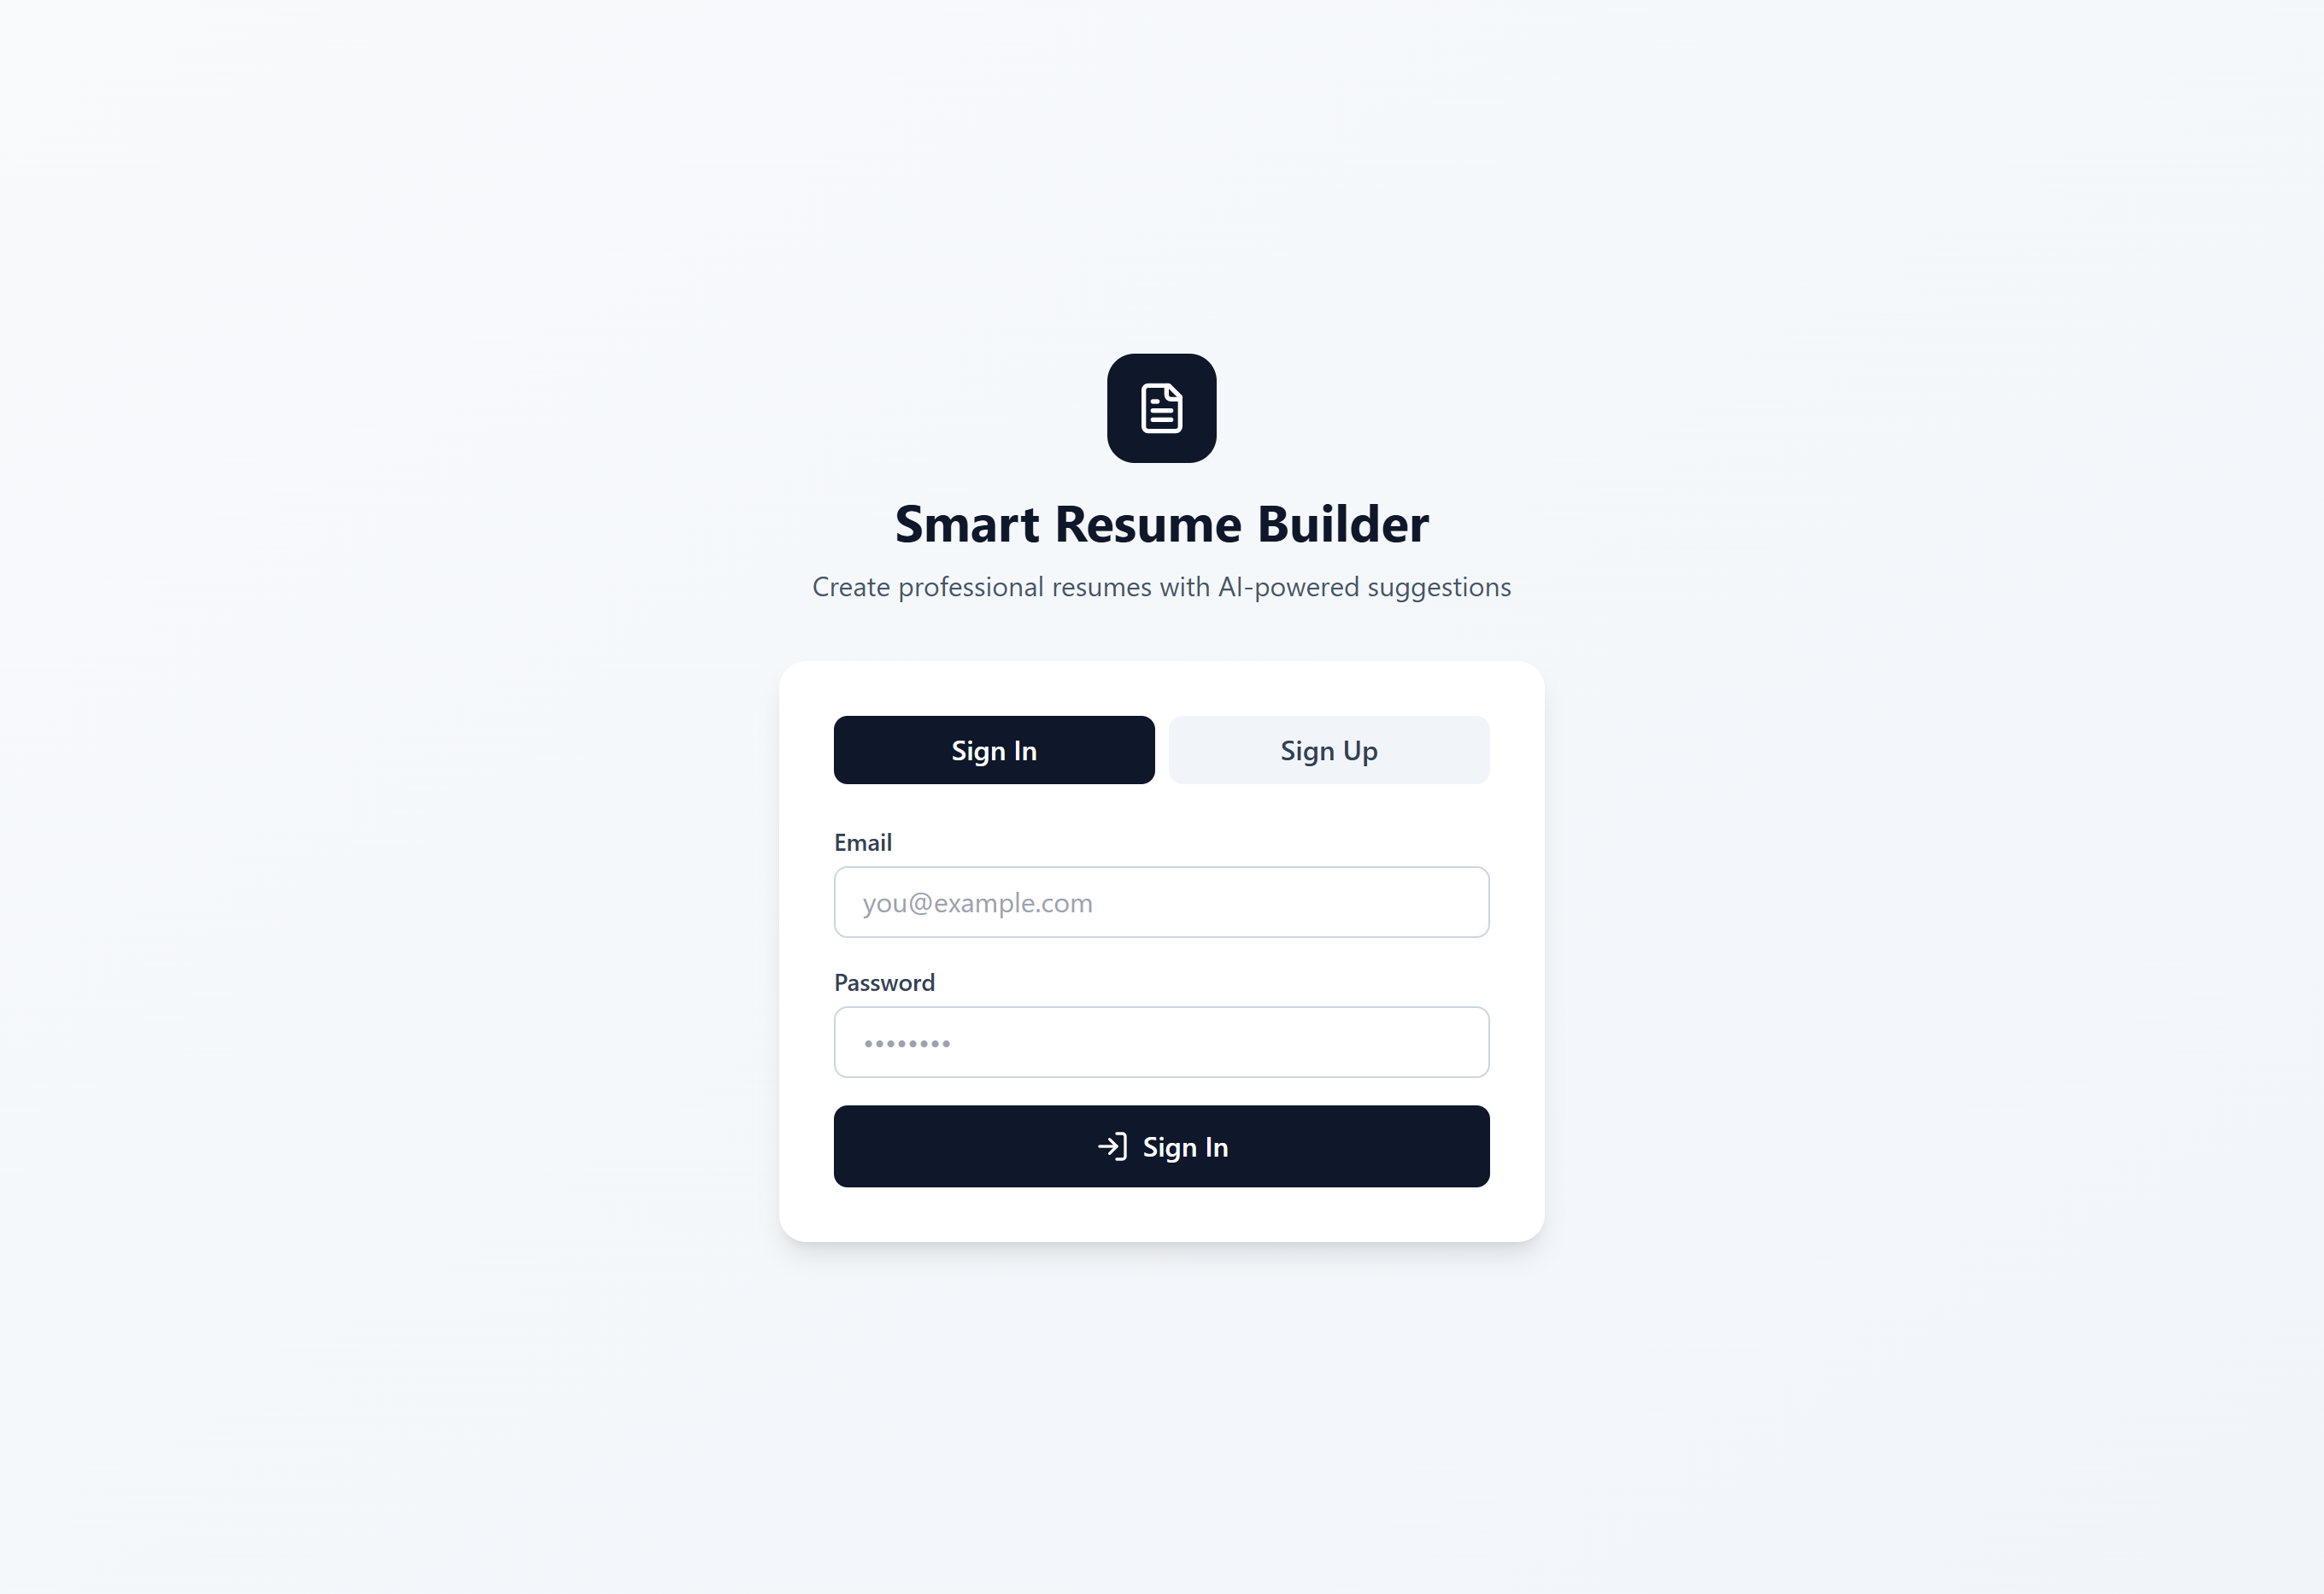 Smart Resume Builder
Create professional resumes with AI-powered suggestions
Sign In
Sign Up
Email
you@example.com
Password
••••••••
Sign In